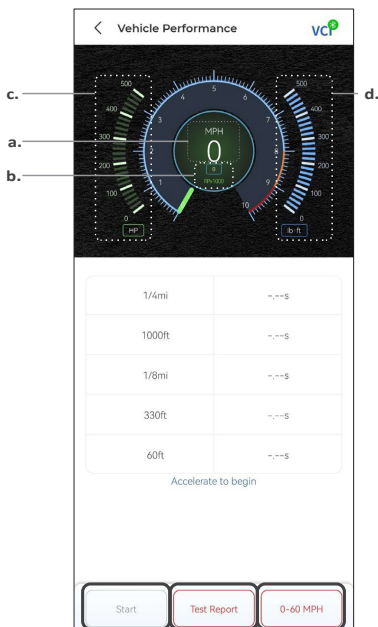 Vehicle Performance
VCI
c.
d.
a.
b.
500
400
300
200
100
0
HP
1
2
3
4
5
6
7
8
9
10
MPH
0
0
RPMx1000
500
400
300
200
100
0
lb·ft
1/4mi -.--s
1000ft -.--s
1/8mi -.--s
330ft -.--s
60ft -.--s
Accelerate to begin
Start
Test Report
0-60 MPH